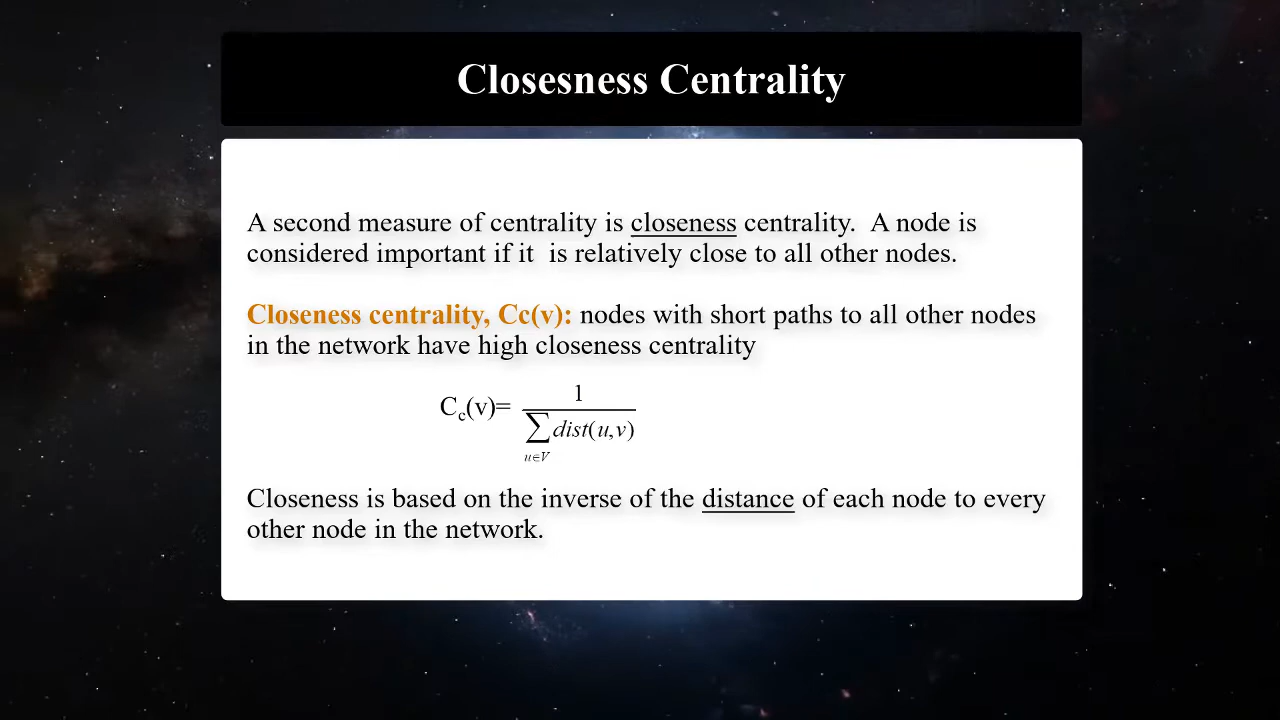 Closesness Centrality
A second measure of centrality is closeness centrality.  A node is
considered important if it  is relatively close to all other nodes.
Closeness centrality, Cc(v): nodes with short paths to all other nodes
in the network have high closeness centrality
1
Cc(v)=
∑dist(u,v)
u∈V
Closeness is based on the inverse of the distance of each node to every
other node in the network.